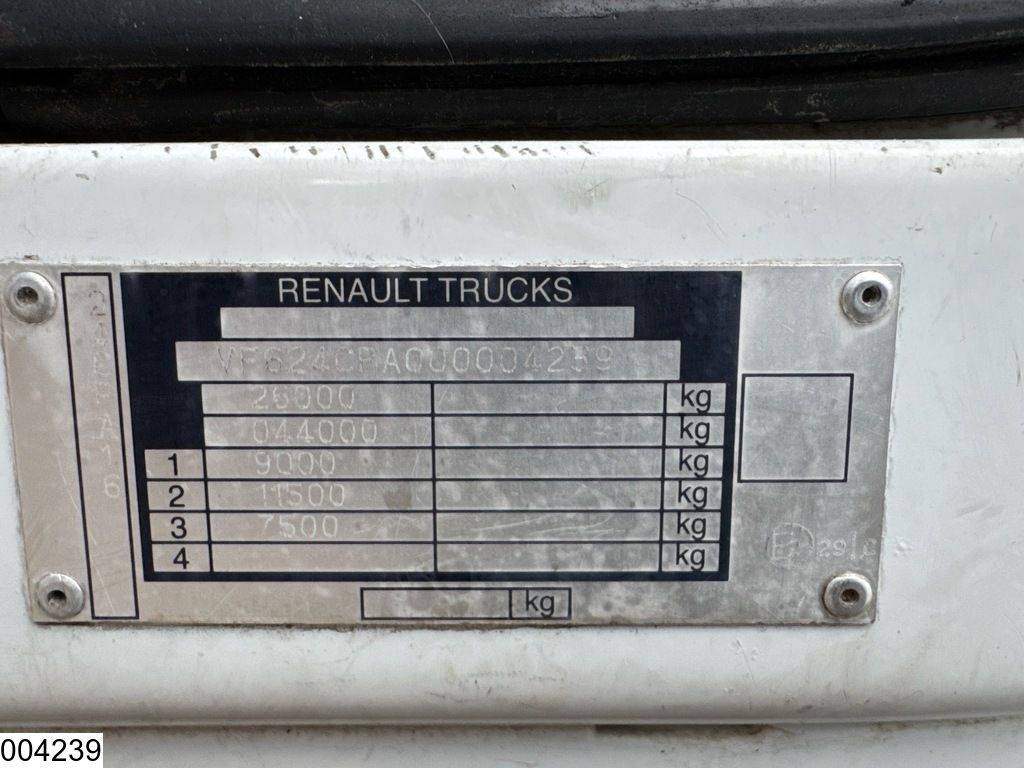 RENAULT TRUCKS
VF624CPA000004239
26000 kg
044000 kg
1 9000 kg
2 11500 kg
3 7500 kg
4 kg
kg
004239